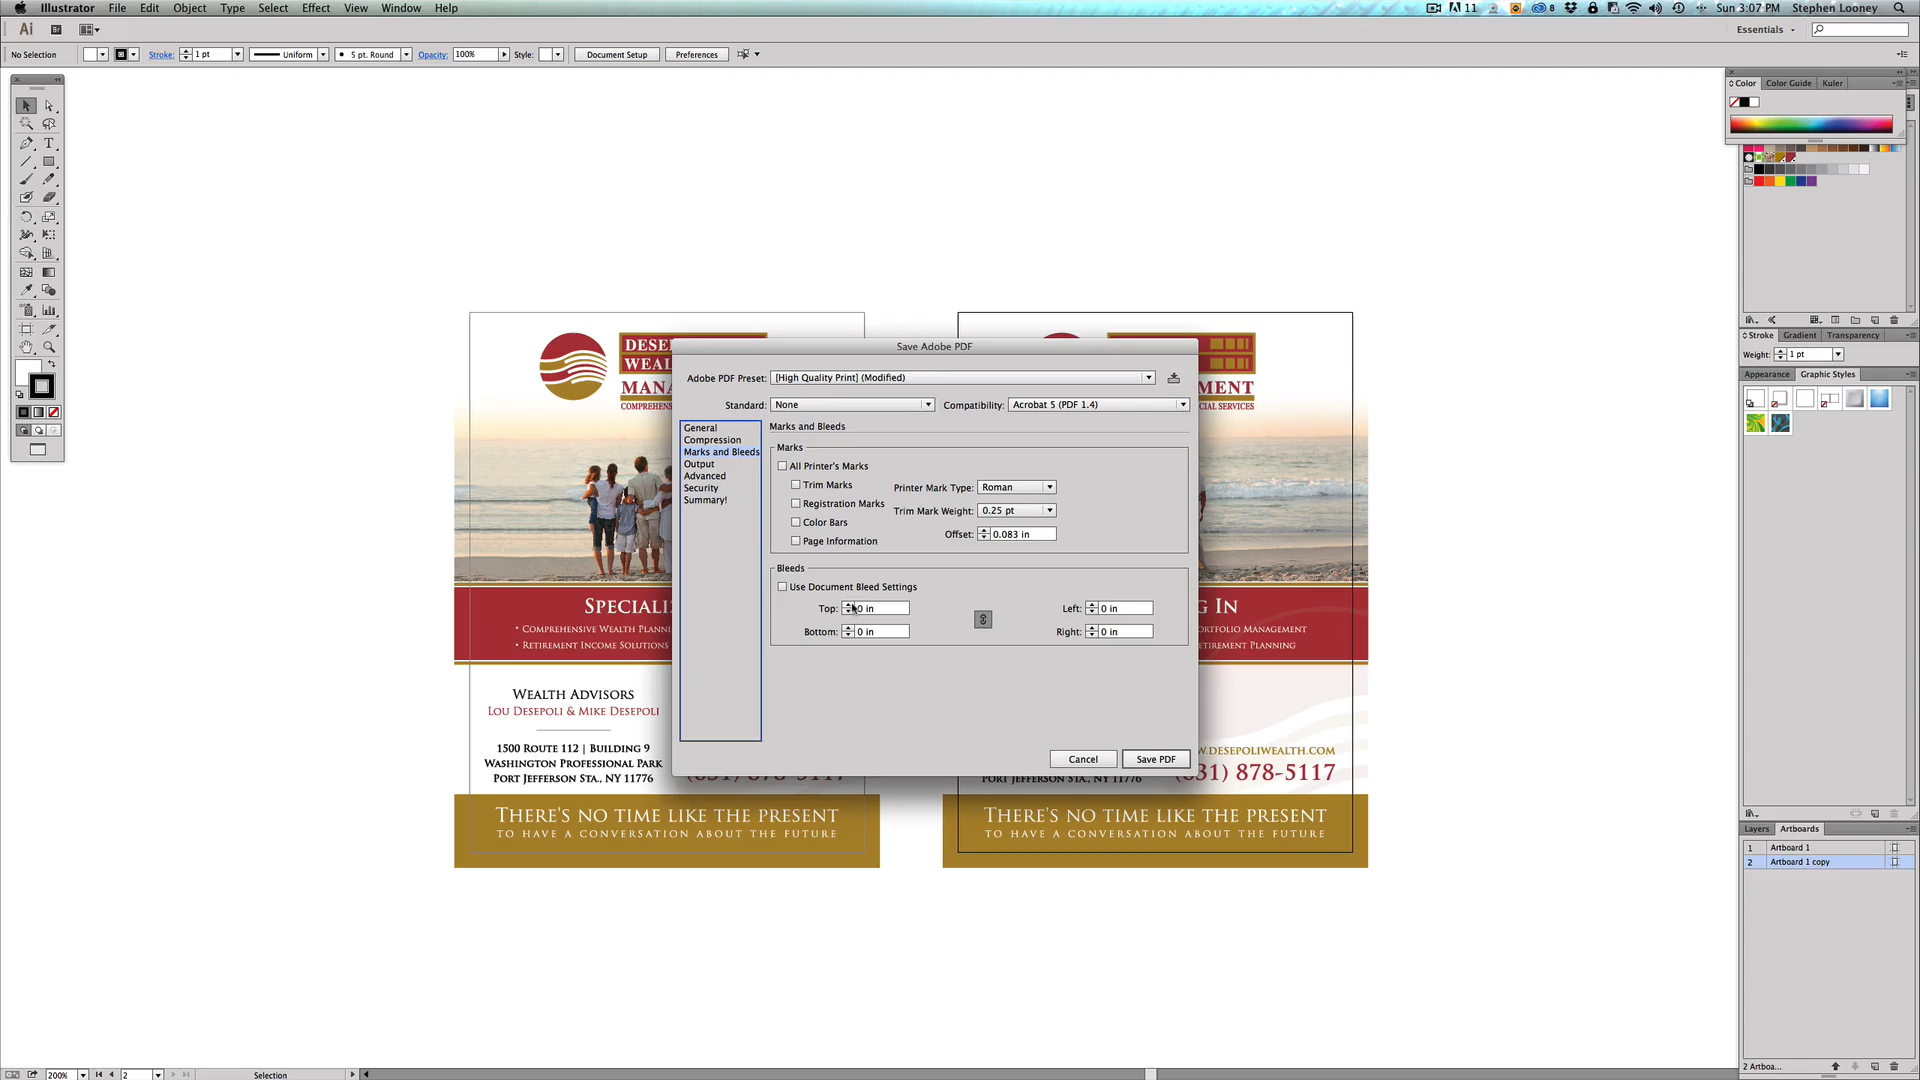 Illustrator File Edit Object Type Select Effect View Window Help
11 8 Sun 3:07 PM Stephen Looney
Ai Br Essentials
No Selection Stroke: 1 pt Uniform 5 pt. Round Opacity: 100% Style: Document Setup Preferences
Color Color Guide Kuler
Stroke Gradient Transparency
Weight: 1 pt
Appearance Graphic Styles
Layers Artboards
1 Artboard 1
2 Artboard 1 copy
2 Artboa...
DESE
WEAL
MANA
COMPREHENS
MENT
CIAL SERVICES
Save Adobe PDF
Adobe PDF Preset: [High Quality Print] (Modified)
Standard: None Compatibility: Acrobat 5 (PDF 1.4)
General
Compression
Marks and Bleeds
Output
Advanced
Security
Summary!
Marks and Bleeds
Marks
All Printer's Marks
Trim Marks
Registration Marks
Color Bars
Page Information
Printer Mark Type: Roman
Trim Mark Weight: 0.25 pt
Offset: 0.083 in
Bleeds
Use Document Bleed Settings
Top: 0 in Left: 0 in
Bottom: 0 in Right: 0 in
Cancel Save PDF
SPECIALI
• COMPREHENSIVE WEALTH PLANNI
• RETIREMENT INCOME SOLUTIONS
WEALTH ADVISORS
LOU DESEPOLI & MIKE DESEPOLI
1500 ROUTE 112 | BUILDING 9
WASHINGTON PROFESSIONAL PARK
PORT JEFFERSON STA., NY 11776
(631) 878-5117
THERE'S NO TIME LIKE THE PRESENT
TO HAVE A CONVERSATION ABOUT THE FUTURE
G IN
ORTFOLIO MANAGEMENT
ETIREMENT PLANNING
W.DESEPOLIWEALTH.COM
PORT JEFFERSON STA., NY 11776
631) 878-5117
THERE'S NO TIME LIKE THE PRESENT
TO HAVE A CONVERSATION ABOUT THE FUTURE
200% 2 Selection